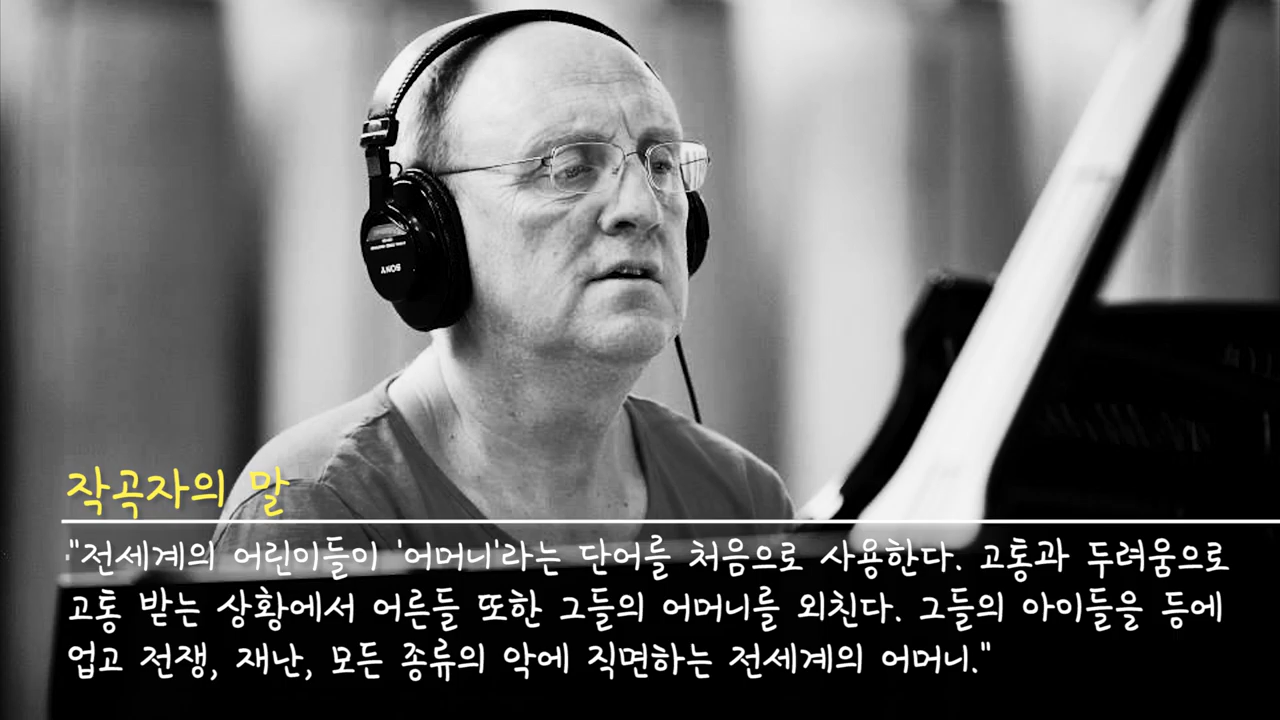 SONY
작곡자의 말
"전세계의 어린이들이 '어머니'라는 단어를 처음으로 사용한다. 고통과 두려움으로
고통 받는 상황에서 어른들 또한 그들의 어머니를 외친다. 그들의 아이들을 등에
업고 전쟁, 재난, 모든 종류의 악에 직면하는 전세계의 어머니."